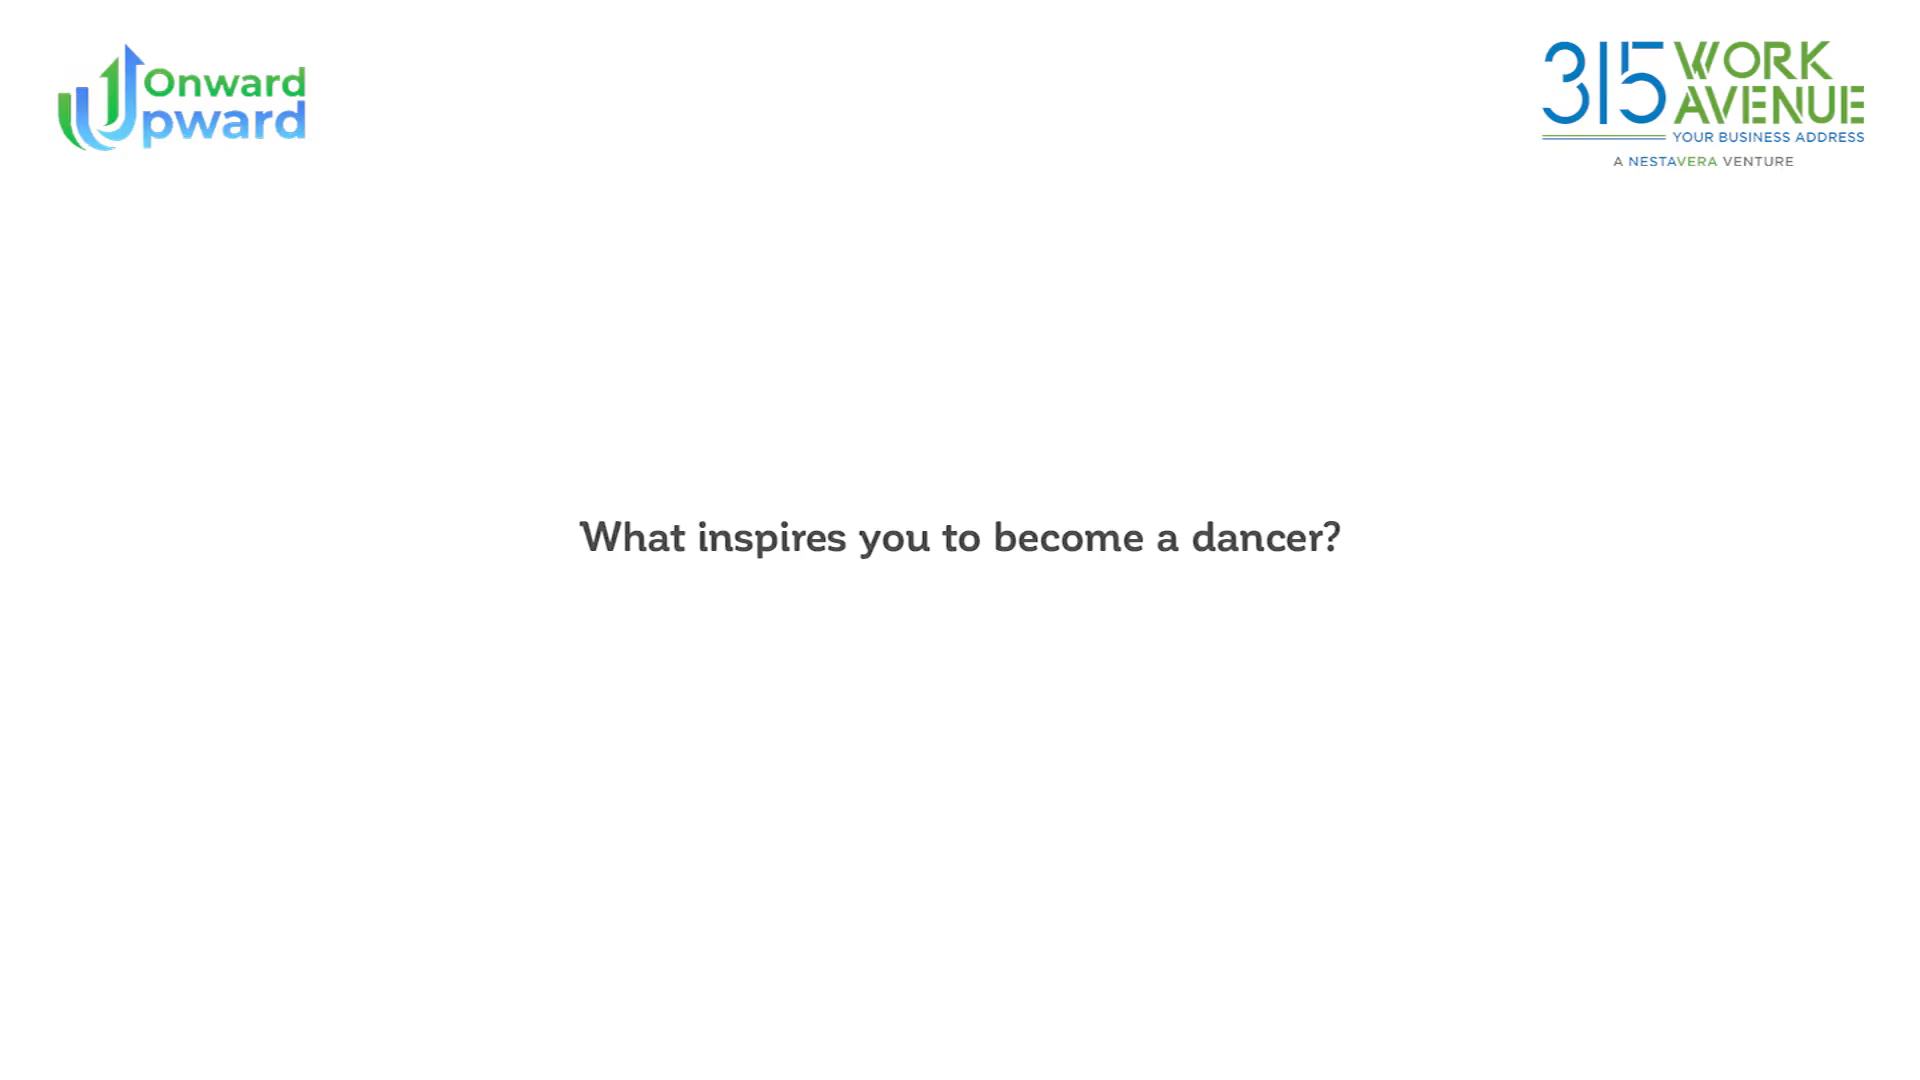 Onward
Upward
315 WORK
AVENUE
YOUR BUSINESS ADDRESS
A NESTAVERA VENTURE
What inspires you to become a dancer?